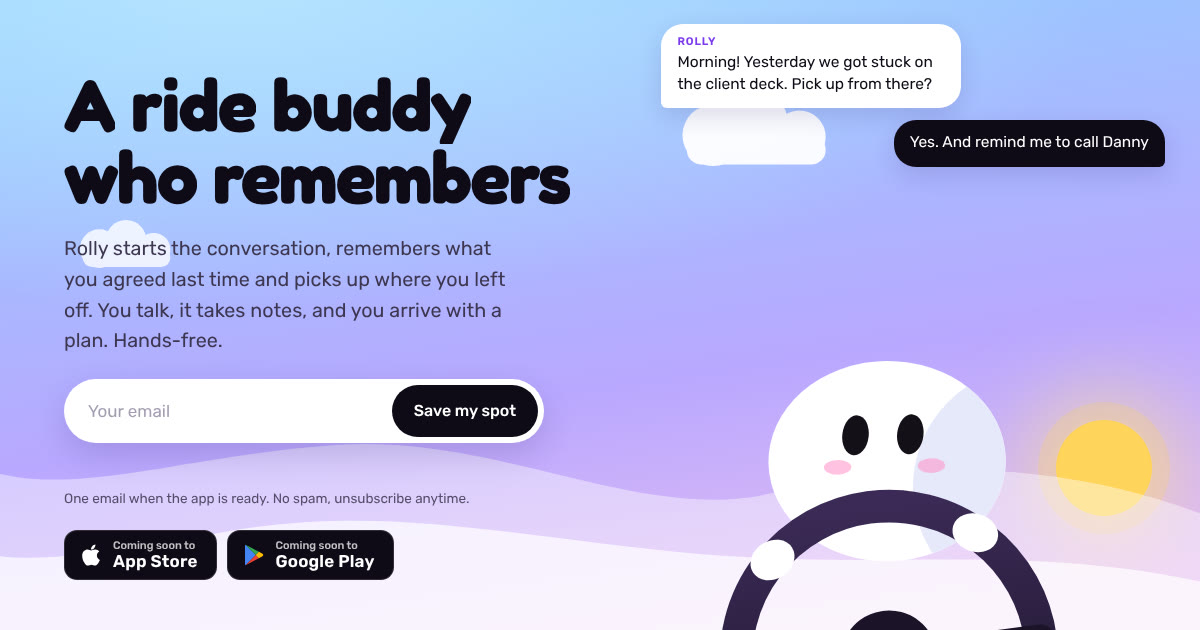 A ride buddy
who remembers
Rolly starts the conversation, remembers what
you agreed last time and picks up where you left
off. You talk, it takes notes, and you arrive with a
plan. Hands-free.
Your email
Save my spot
One email when the app is ready. No spam, unsubscribe anytime.
Coming soon to
App Store
Coming soon to
Google Play
ROLLY
Morning! Yesterday we got stuck on
the client deck. Pick up from there?
Yes. And remind me to call Danny